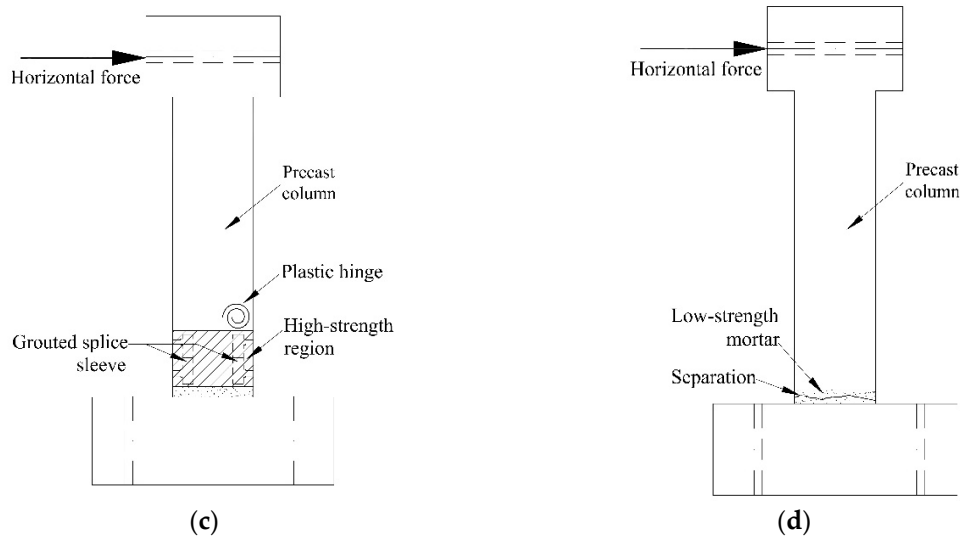 Horizontal force
Precast
column
Plastic hinge
High-strength
region
Grouted splice
sleeve
(c)
Horizontal force
Precast
column
Low-strength
mortar
Separation
(d)